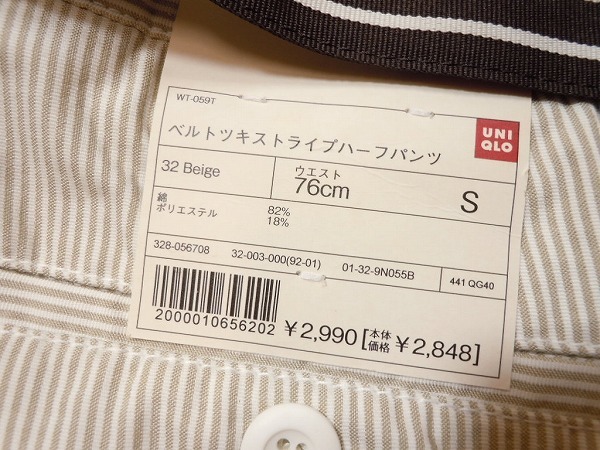 WT-059T
ベルトツキストライプハーフパンツ
UNI
QLO
32 Beige
ウエスト
76cm
S
綿 82%
ポリエステル 18%
328-056708 32-003-000(92-01) 01-32-9N055B 441 QG40
2000010656202
¥2,990[本体価格 ¥2,848]